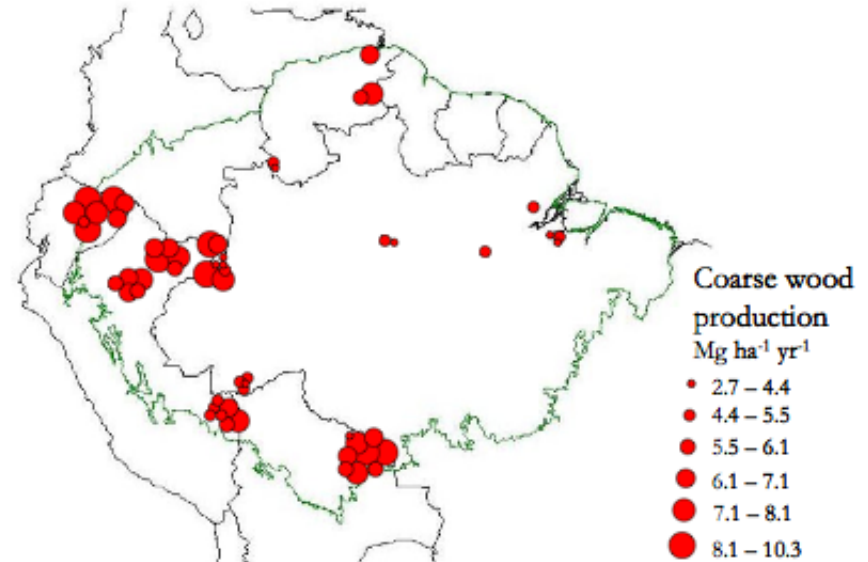 Coarse wood
production
Mg ha⁻¹ yr⁻¹
2.7 – 4.4
4.4 – 5.5
5.5 – 6.1
6.1 – 7.1
7.1 – 8.1
8.1 – 10.3